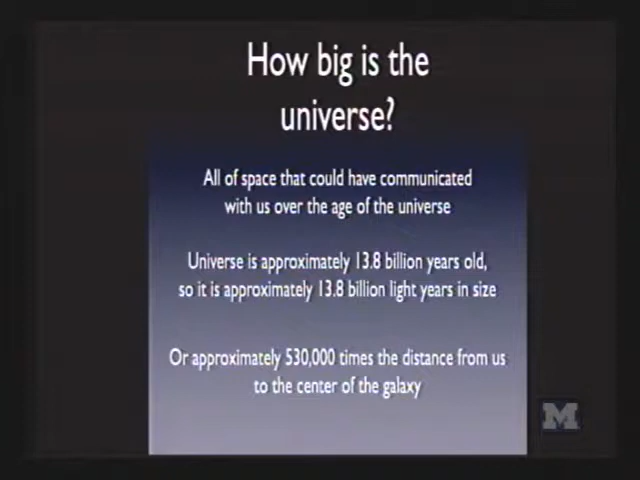 How big is the
universe?
All of space that could have communicated
with us over the age of the universe
Universe is approximately 13.8 billion years old,
so it is approximately 13.8 billion light years in size
Or approximately 530,000 times the distance from us
to the center of the galaxy
M